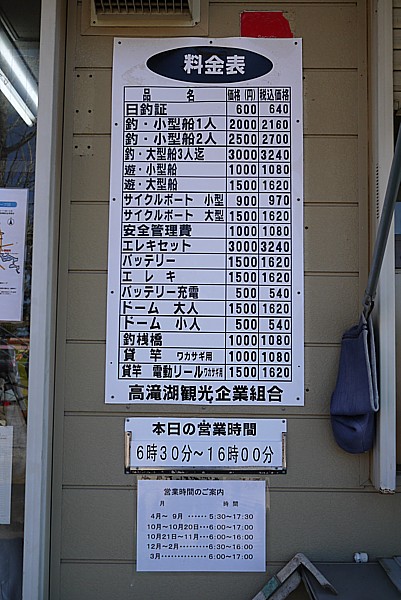 料金表
品 名 価格(円) 税込価格
日釣証 600 640
釣・小型船1人 2000 2160
釣・小型船2人 2500 2700
釣・大型船3人迄 3000 3240
遊・小型船 1000 1080
遊・大型船 1500 1620
サイクルボート 小型 900 970
サイクルボート 大型 1500 1620
安全管理費 1000 1080
エレキセット 3000 3240
バッテリー 1500 1620
エレキ 1500 1620
バッテリー充電 500 540
ドーム 大人 1500 1620
ドーム 小人 500 540
釣桟橋 1000 1080
貸 竿 ワカサギ用 1000 1080
貸竿 電動リールワカサギ用 1500 1620
高滝湖観光企業組合
本日の営業時間
6時30分~16時00分
営業時間のご案内
月 時間
4月~ 9月 ······ 5:30~17:30
10月~10月20日··· 6:00~17:30
10月21日~11月··· 6:00~17:00
12月~2月········· 6:30~16:00
3月·············· 6:00~17:00